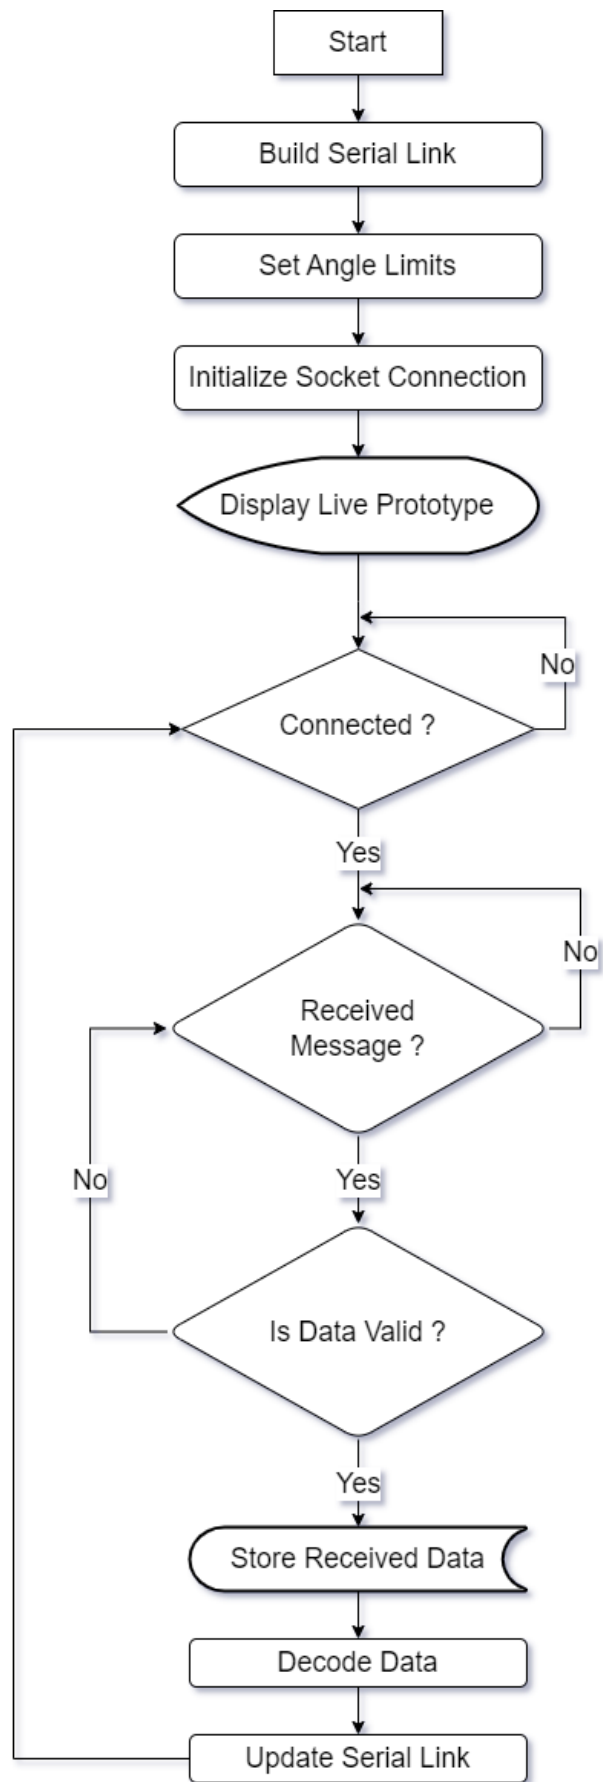 Start
Build Serial Link
Set Angle Limits
Initialize Socket Connection
Display Live Prototype
No
Connected ?
Yes
No
Received
Message ?
No
Yes
Is Data Valid ?
Yes
Store Received Data
Decode Data
Update Serial Link